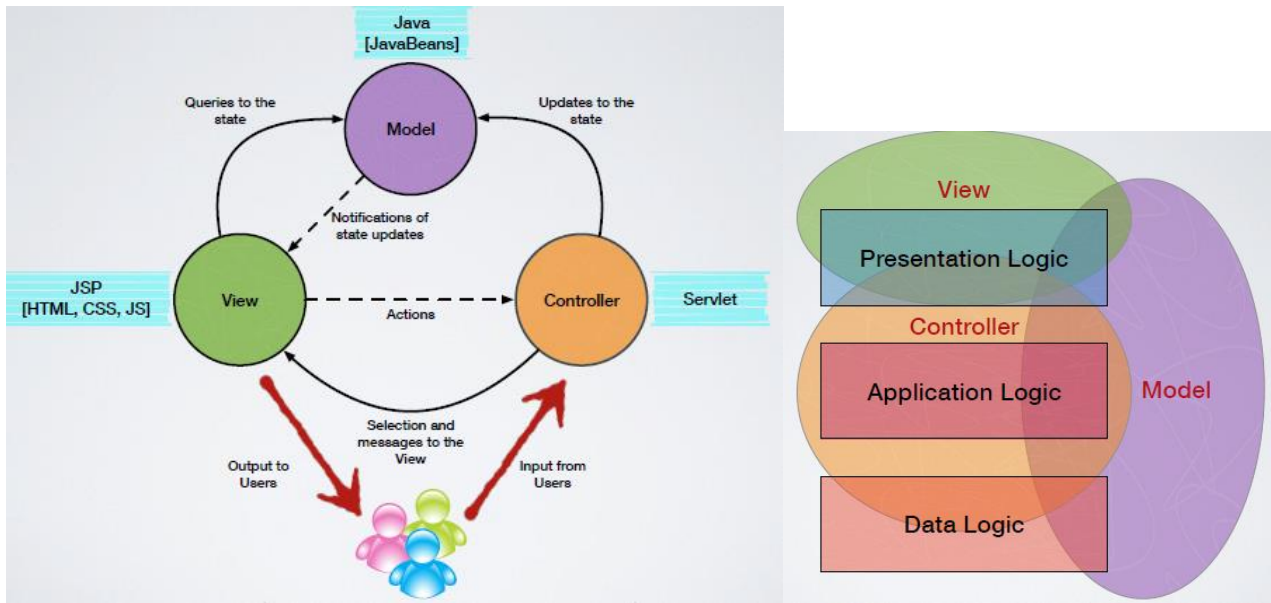 Java
[JavaBeans]
Queries to the
state
Updates to the
state
Model
Notifications of
state updates
JSP
[HTML, CSS, JS]
View
Actions
Controller
Servlet
Selection and
messages to the
View
Output to
Users
Input from
Users
View
Presentation Logic
Controller
Application Logic
Model
Data Logic